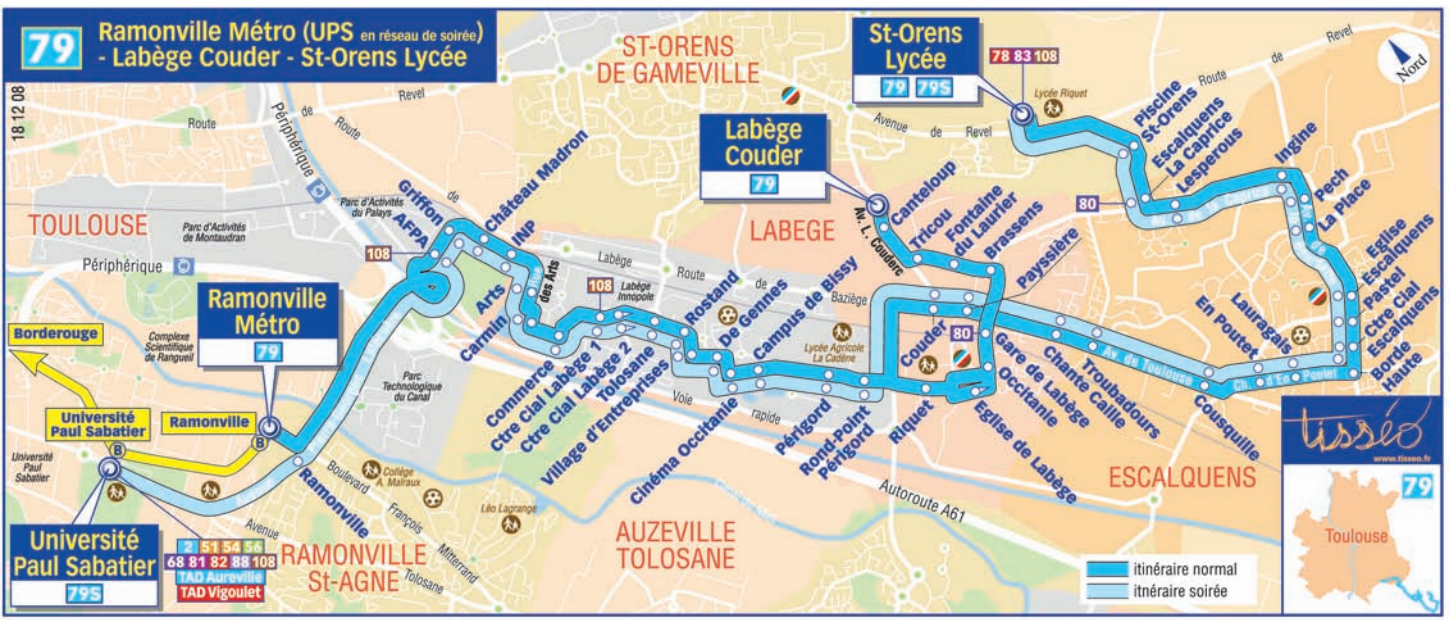 79
Ramonville Métro (UPS en réseau de soirée)
- Labège Couder - St-Orens Lycée
18 12 08
ST-ORENS
DE GAMEVILLE
St-Orens
Lycée
79 79S
78 83 108
Lycée Riquet
Route de Revel
Nord
Route de Revel
Avenue de Revel
Périphérique
Route de
Labège
Couder
79
Piscine
St-Orens
Escalquens
La Caprice
Lesperous
Ingine
Pech
La Place
80
TOULOUSE
Parc d'Activités
de Montaudran
Parc d'Activités
du Palays
Périphérique
Griffon
AFPA
108
Château Madron
INP
des Arts
Arts
Carmin
LABEGE
Av. L. Couderc
Canteloup
Tricou
Fontaine
du Laurier
Brassens
Payssière
Labège
Route de Baziège
Labège
Innopole
108
Rostand
De Gennes
Campus de Bissy
Lycée Agricole
La Cadène
Couder
80
Eglise
Escalquens
Pastel
Ctre Cial
Escalquens
Borde
Haute
Lauragais
En Poutet
Av. de Toulouse
Ramonville
Métro
79
Borderouge
Complexe
Scientifique
de Rangueil
Parc
Technologique
du Canal
Université
Paul Sabatier
Ramonville
B
B
Université
Paul
Sabatier
Commerce
Ctre Cial Labège 1
Ctre Cial Labège 2
Tolosane
Village d'Entreprises
Voie rapide
Cinéma Occitanie
Périgord
Rond-Point
Périgord
Riquet
Eglise de Labège
Occitanie
Gare de Labège
Chante Caille
Troubadours
Cousquille
Autoroute A61
ESCALQUENS
Ramonville
Boulevard François Mitterrand
Collège
A. Malraux
Léo Lagrange
Avenue Tolosane
Université
Paul Sabatier
79S
2 51 54 56
68 81 82 88 108
TAD Aureville
TAD Vigoulet
RAMONVILLE
St-AGNE
AUZEVILLE
TOLOSANE
itinéraire normal
itnéraire soirée
tisséo
www.tisseo.fr
79
Toulouse